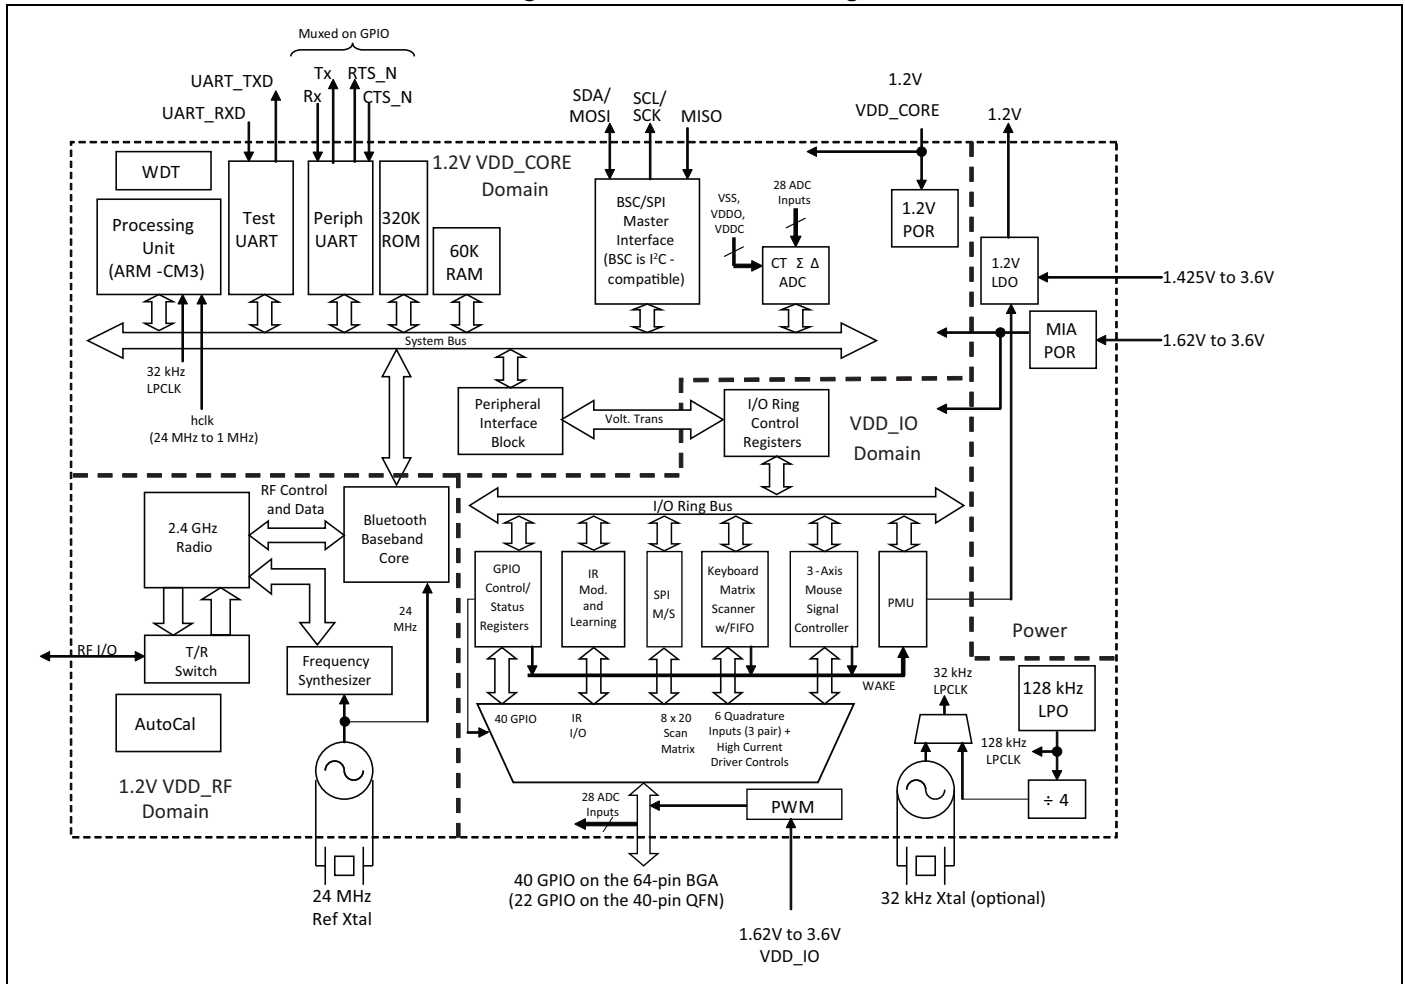 Muxed on GPIO
UART_TXD
Tx
RTS_N
Rx
CTS_N
UART_RXD
SDA/
MOSI
SCL/
SCK
MISO
1.2V
VDD_CORE
1.2V
WDT
1.2V VDD_CORE
Domain
Processing
Unit
(ARM -CM3)
Test
UART
Periph
UART
320K
ROM
60K
RAM
BSC/SPI
Master
Interface
(BSC is I²C -
compatible)
VSS,
VDDO,
VDDC
28 ADC
Inputs
CT Σ Δ
ADC
1.2V
POR
1.2V
LDO
1.425V to 3.6V
MIA
POR
1.62V to 3.6V
System Bus
32 kHz
LPCLK
hclk
(24 MHz to 1 MHz)
Peripheral
Interface
Block
Volt. Trans
I/O Ring
Control
Registers
VDD_IO
Domain
I/O Ring Bus
RF Control
and Data
2.4 GHz
Radio
Bluetooth
Baseband
Core
24
MHz
GPIO
Control/
Status
Registers
IR
Mod.
and
Learning
SPI
M/S
Keyboard
Matrix
Scanner
w/FIFO
3-Axis
Mouse
Signal
Controller
PMU
Power
RF I/O
T/R
Switch
Frequency
Synthesizer
WAKE
32 kHz
LPCLK
128 kHz
LPO
AutoCal
40 GPIO
IR
I/O
8 x 20
Scan
Matrix
6 Quadrature
Inputs (3 pair) +
High Current
Driver Controls
128 kHz
LPCLK
÷ 4
1.2V VDD_RF
Domain
28 ADC
Inputs
PWM
24 MHz
Ref Xtal
40 GPIO on the 64-pin BGA
(22 GPIO on the 40-pin QFN)
32 kHz Xtal (optional)
1.62V to 3.6V
VDD_IO